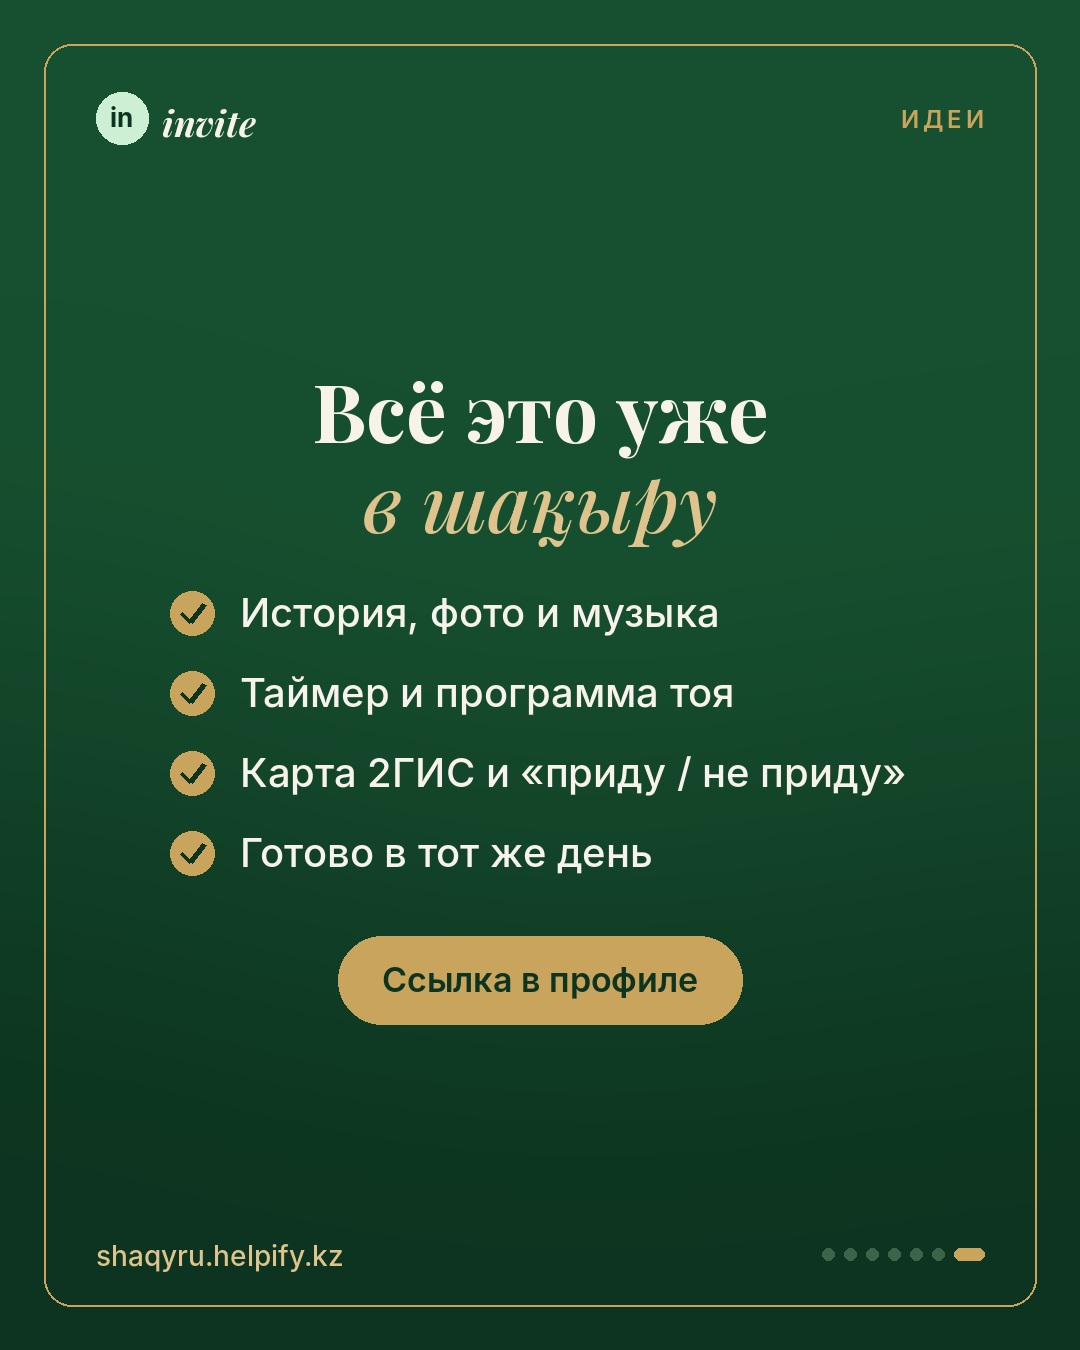 in invite
ИДЕИ
Всё это уже
в шақыру
История, фото и музыка
Таймер и программа тоя
Карта 2ГИС и «приду / не приду»
Готово в тот же день
Ссылка в профиле
shaqyru.helpify.kz